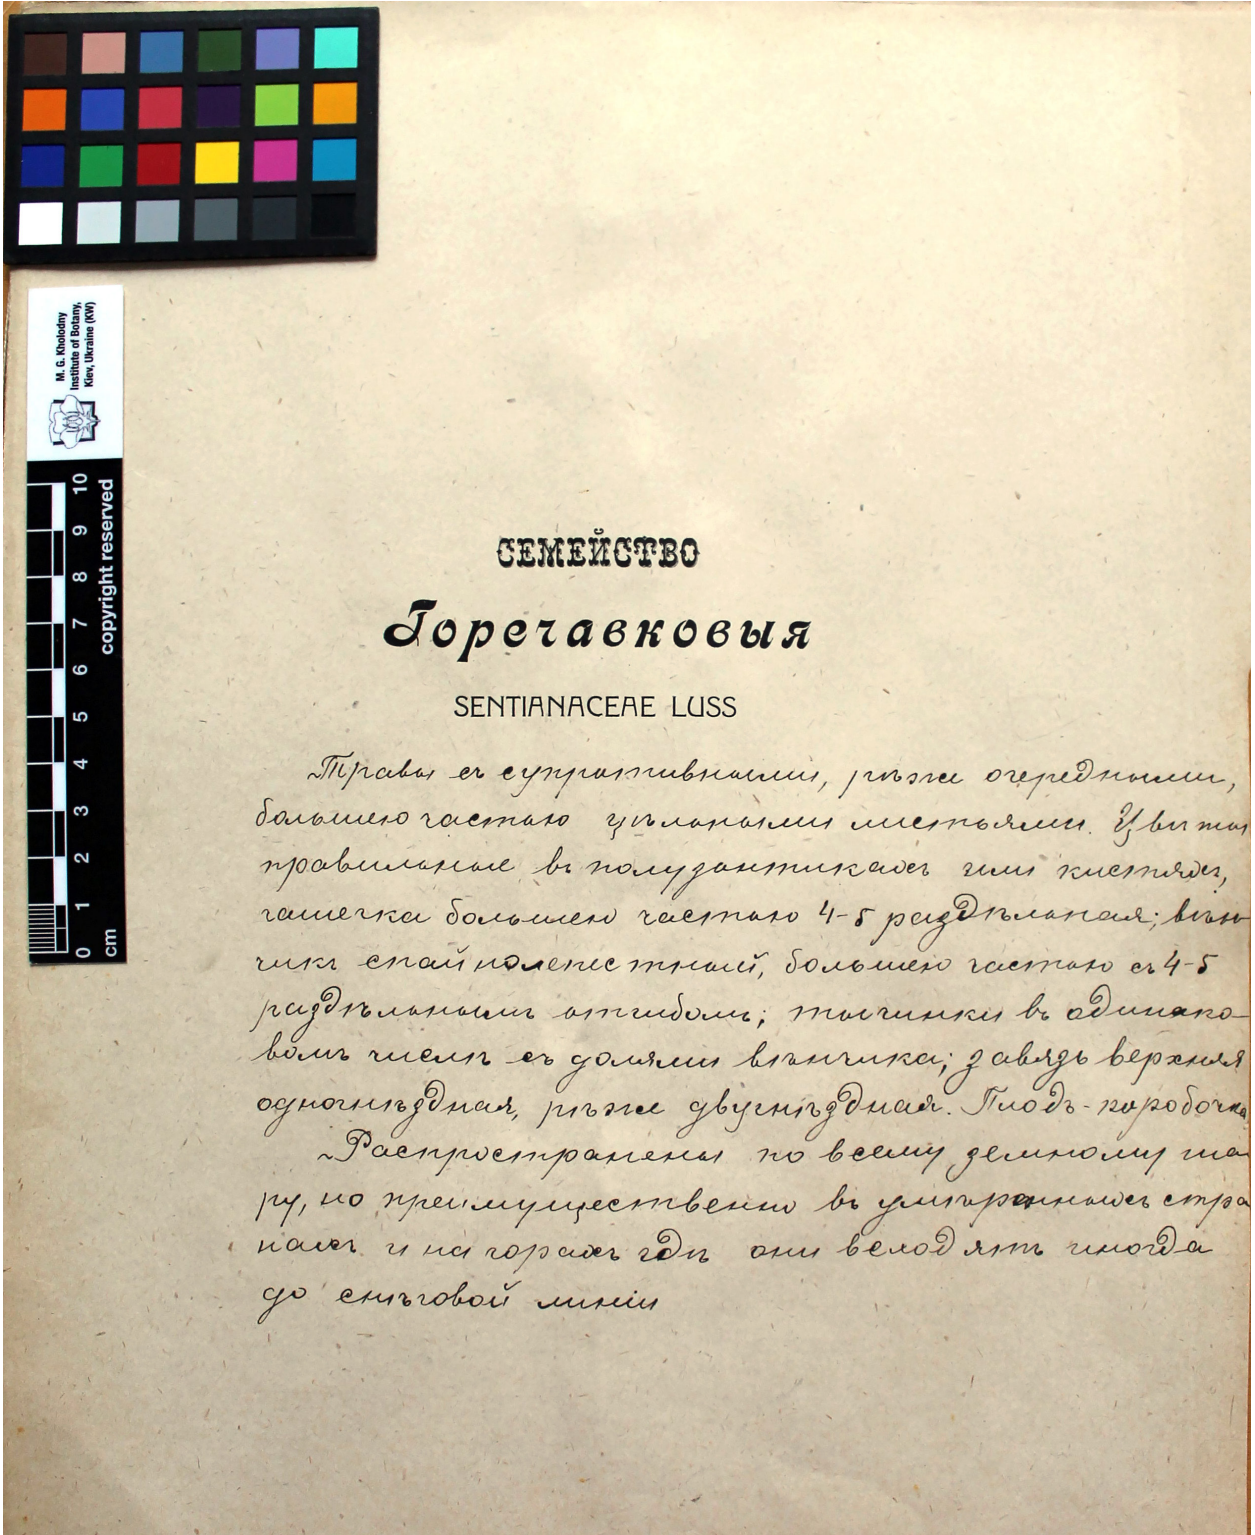 M. G. Kholodny
Institute of Botany,
Kiev, Ukraine (KW)
copyright reserved
0 1 2 3 4 5 6 7 8 9 10
cm
СЕМЕЙСТВО
Горечавковыя
SENTIANACEAE LUSS
Травы съ супротивными, рѣже очередными,
большею частью цѣльными листьями. Цвѣты
правильные въ полузонтикахъ или кистяхъ,
чашечка большею частью 4-5 раздѣльная; вѣн-
чикъ спайнолепестный, большею частью съ 4-5
раздѣльнымъ отгибомъ; тычинки въ одинако-
вомъ числѣ съ долями вѣнчика; завязь верхняя
одногнѣздная, рѣже двугнѣздная. Плодъ-коробочка
Распространены по всему земному ша
ру, но преимущественно въ умѣренныхъ стра
нахъ и на горахъ гдѣ они восходятъ иногда
до снѣговой линіи